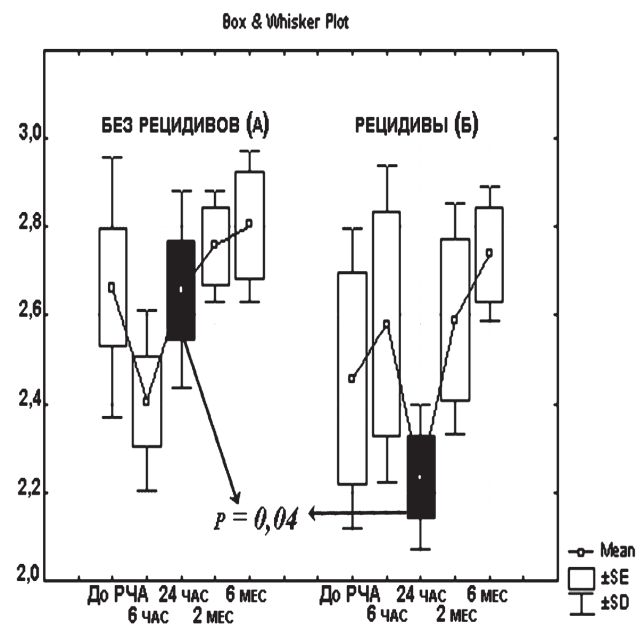 Box & Whisker Plot
БЕЗ РЕЦИДИВОВ (А) РЕЦИДИВЫ (Б)
3,0
2,8
2,6
2,4
2,2
2,0
P = 0,04
До РЧА 24 ЧАС 6 МЕС До РЧА 24 ЧАС 6 МЕС
6 ЧАС 2 МЕС 6 ЧАС 2 МЕС
Mean
±SE
±SD